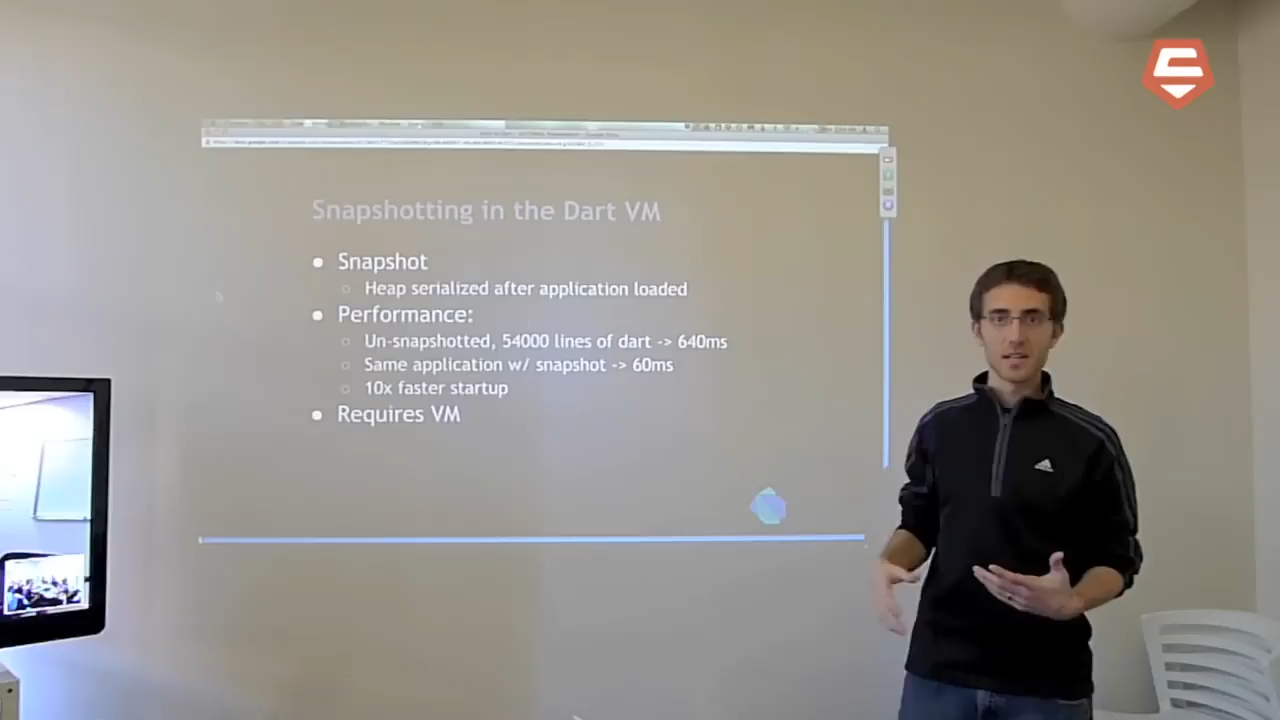 Snapshotting in the Dart VM
Snapshot
Heap serialized after application loaded
Performance:
Un-snapshotted, 54000 lines of dart -> 640ms
Same application w/ snapshot -> 60ms
10x faster startup
Requires VM